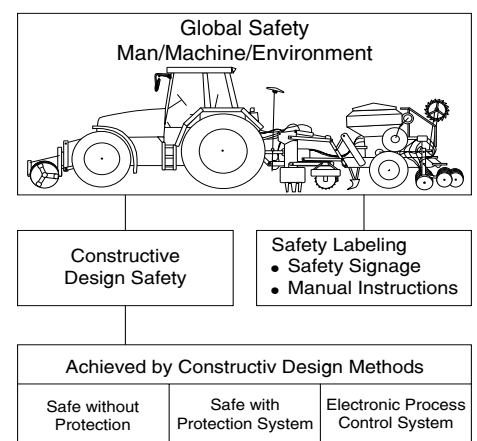 Global Safety
Man/Machine/Environment
Constructive
Design Safety
Safety Labeling
• Safety Signage
• Manual Instructions
Achieved by Constructiv Design Methods
Safe without
Protection
Safe with
Protection System
Electronic Process
Control System